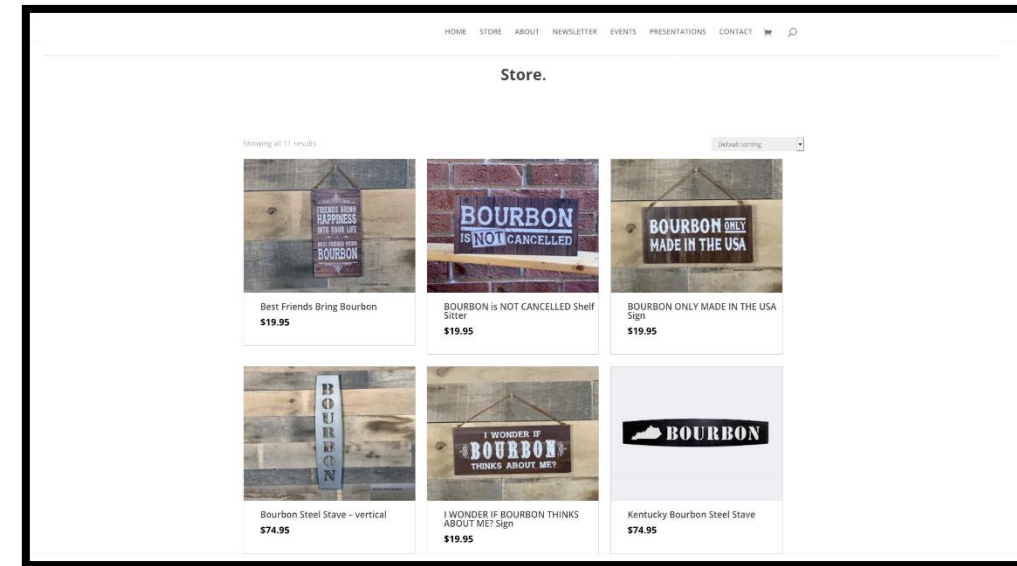 HOME STORE ABOUT NEWSLETTER EVENTS PRESENTATIONS CONTACT
Store.
Showing all 11 results
Default sorting
FRIENDS BRING
HAPPINESS
INTO YOUR LIFE
BEST FRIENDS BRING
BOURBON
BOURBON
IS NOT CANCELLED
BOURBON ONLY
MADE IN THE USA
Best Friends Bring Bourbon
$19.95
BOURBON is NOT CANCELLED Shelf
Sitter
$19.95
BOURBON ONLY MADE IN THE USA
Sign
$19.95
BOURBON
I WONDER IF
BOURBON
THINKS ABOUT ME?
BOURBON
Bourbon Steel Stave – vertical
$74.95
I WONDER IF BOURBON THINKS
ABOUT ME? Sign
$19.95
Kentucky Bourbon Steel Stave
$74.95